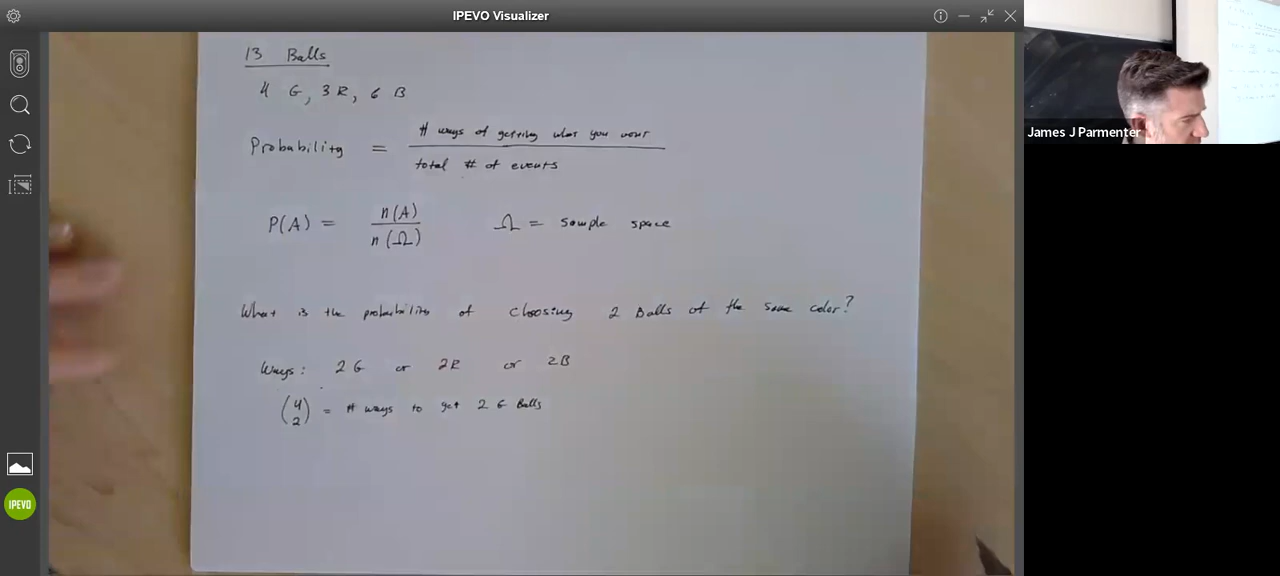 IPEVO Visualizer
James J Parmenter
13 Balls
4 G, 3 R, 6 B
Probability = # ways of getting what you want / total # of events
P(A) = n(A) / n(Ω) Ω = sample space
What is the probability of choosing 2 Balls of the same color?
Ways: 2 G or 2R or 2B
(4 2) = # ways to get 2 G Balls
IPEVO